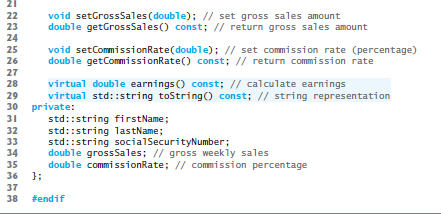 21
22 void setGrossSales(double); // set gross sales amount
23 double getGrossSales() const; // return gross sales amount
24
25 void setCommissionRate(double); // set commission rate (percentage)
26 double getCommissionRate() const; // return commission rate
27
28 virtual double earnings() const; // calculate earnings
29 virtual std::string toString() const; // string representation
30 private:
31 std::string firstName;
32 std::string lastName;
33 std::string socialSecurityNumber;
34 double grossSales; // gross weekly sales
35 double commissionRate; // commission percentage
36 };
37
38 #endif